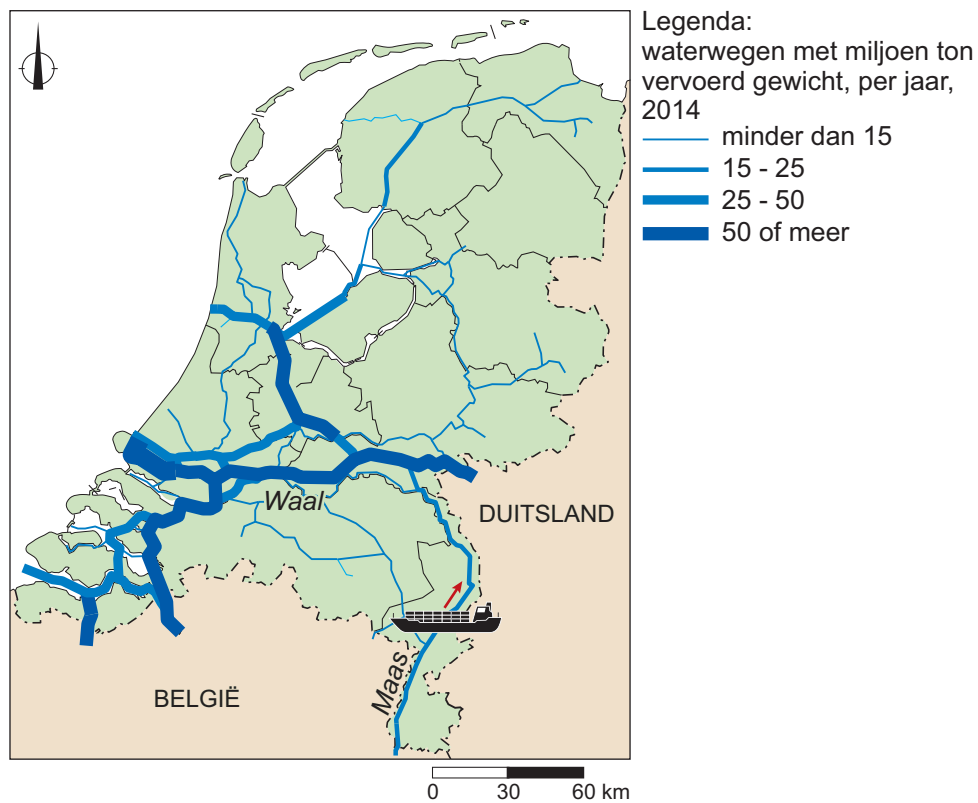 Legenda:
waterwegen met miljoen ton
vervoerd gewicht, per jaar,
2014
minder dan 15
15 - 25
25 - 50
50 of meer
Waal
DUITSLAND
Maas
BELGIË
0 30 60 km